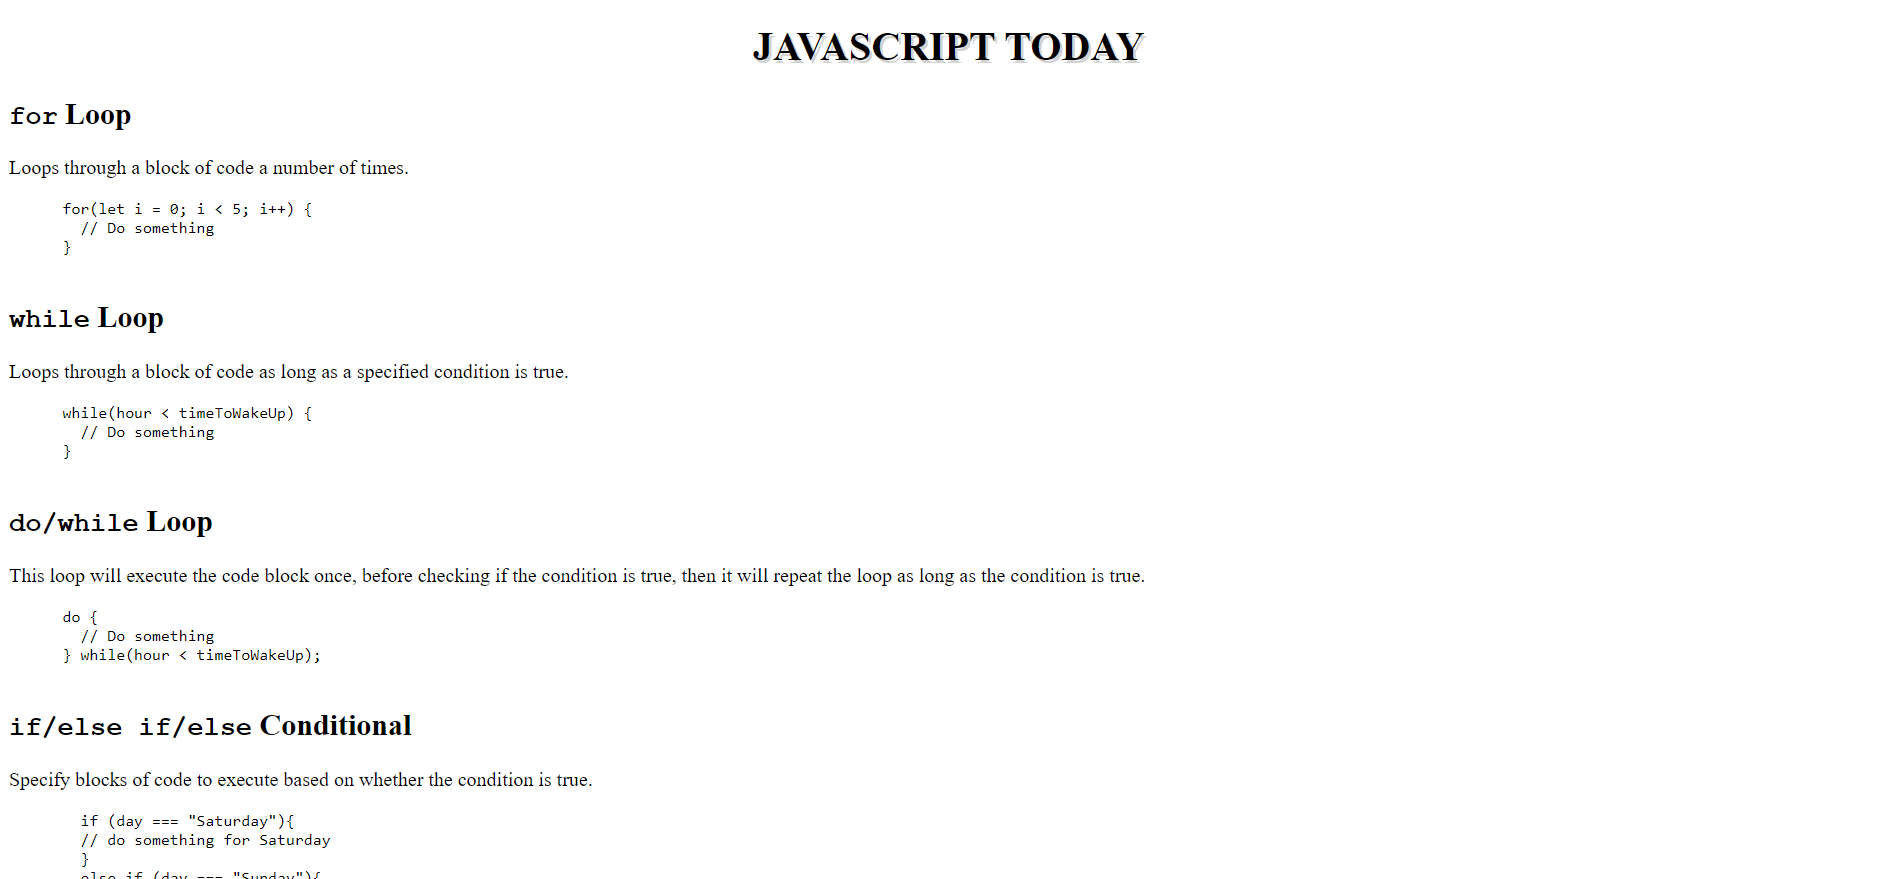 JAVASCRIPT TODAY
for Loop
Loops through a block of code a number of times.
for(let i = 0; i < 5; i++) {
// Do something
}
while Loop
Loops through a block of code as long as a specified condition is true.
while(hour < timeToWakeUp) {
// Do something
}
do/while Loop
This loop will execute the code block once, before checking if the condition is true, then it will repeat the loop as long as the condition is true.
do {
// Do something
} while(hour < timeToWakeUp);
if/else if/else Conditional
Specify blocks of code to execute based on whether the condition is true.
if (day === "Saturday"){
// do something for Saturday
}
else if (day === "Sunday"){